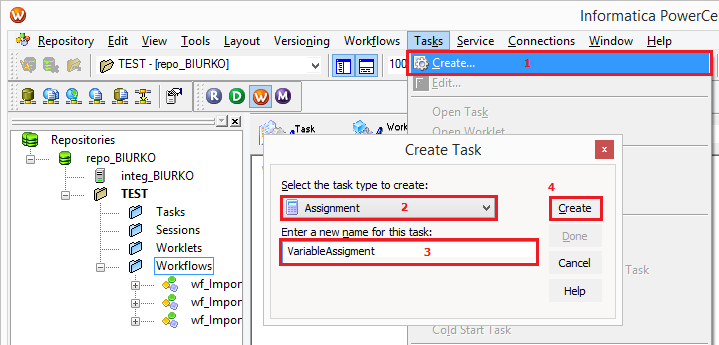 Informatica PowerCe
Repository Edit View Tools Layout Versioning Workflows Tasks Service Connections Window Help
TEST - [repo_BIURKO] 100
Create... 1
Edit...
R D W M
Open Task
Task Work Open Worklet
Repositories
repo_BIURKO
integ_BIURKO
TEST
Tasks
Sessions
Worklets
Workflows
wf_Impor
wf_Impor
wf_Impor
Create Task x
Select the task type to create: 4
Assignment 2 Create
Enter a new name for this task: Done
VariableAssigment 3
Cancel
Task
Help
Cold Start Task